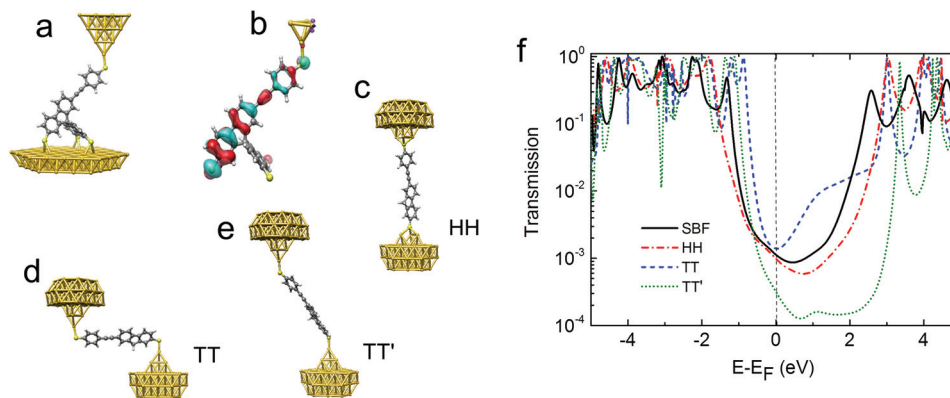 a
b
c
HH
d
TT
e
TT'
f
Transmission
10^0
10^-1
10^-2
10^-3
10^-4
SBF
HH
TT
TT'
-4 -2 0 2 4
E-E_F (eV)